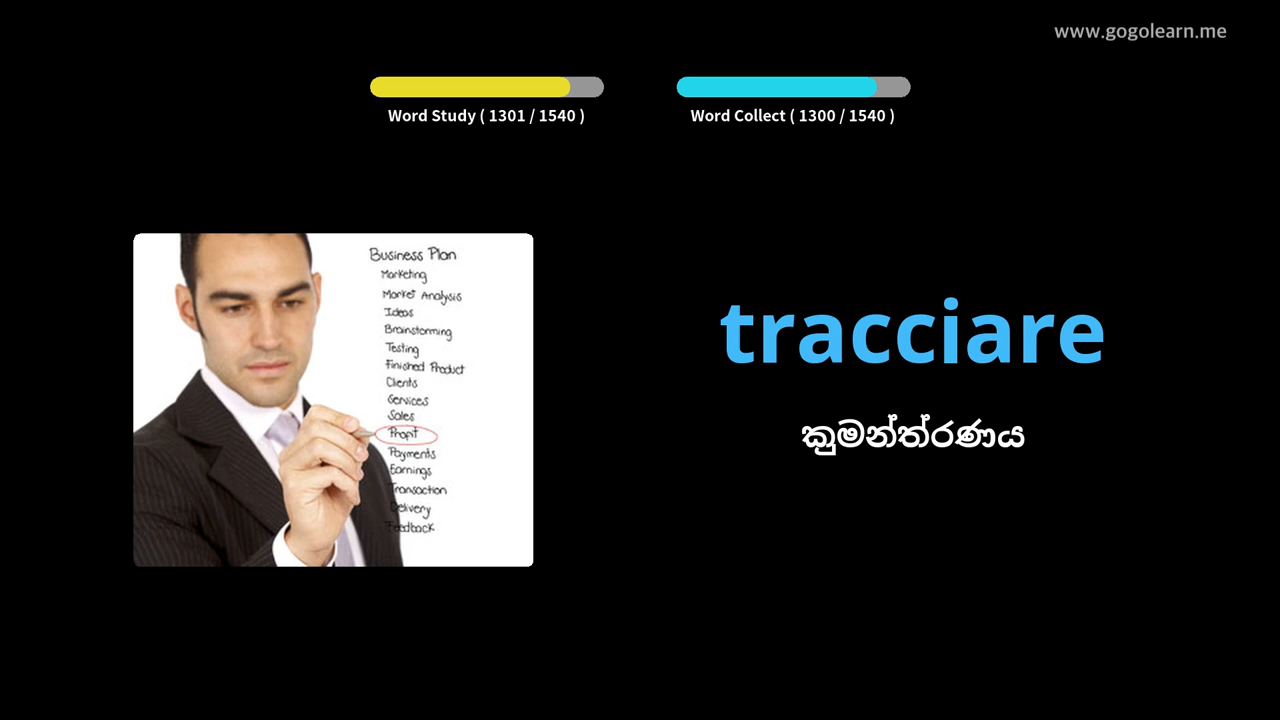 www.gogolearn.me
Word Study ( 1301 / 1540 )
Word Collect ( 1300 / 1540 )
Business Plan
Marketing
Market Analysis
Ideas
Brainstorming
Testing
Finished Product
Clients
Services
Sales
Profit
Payments
Earnings
Transaction
Delivery
Feedback
tracciare
කුමන්ත්රණය